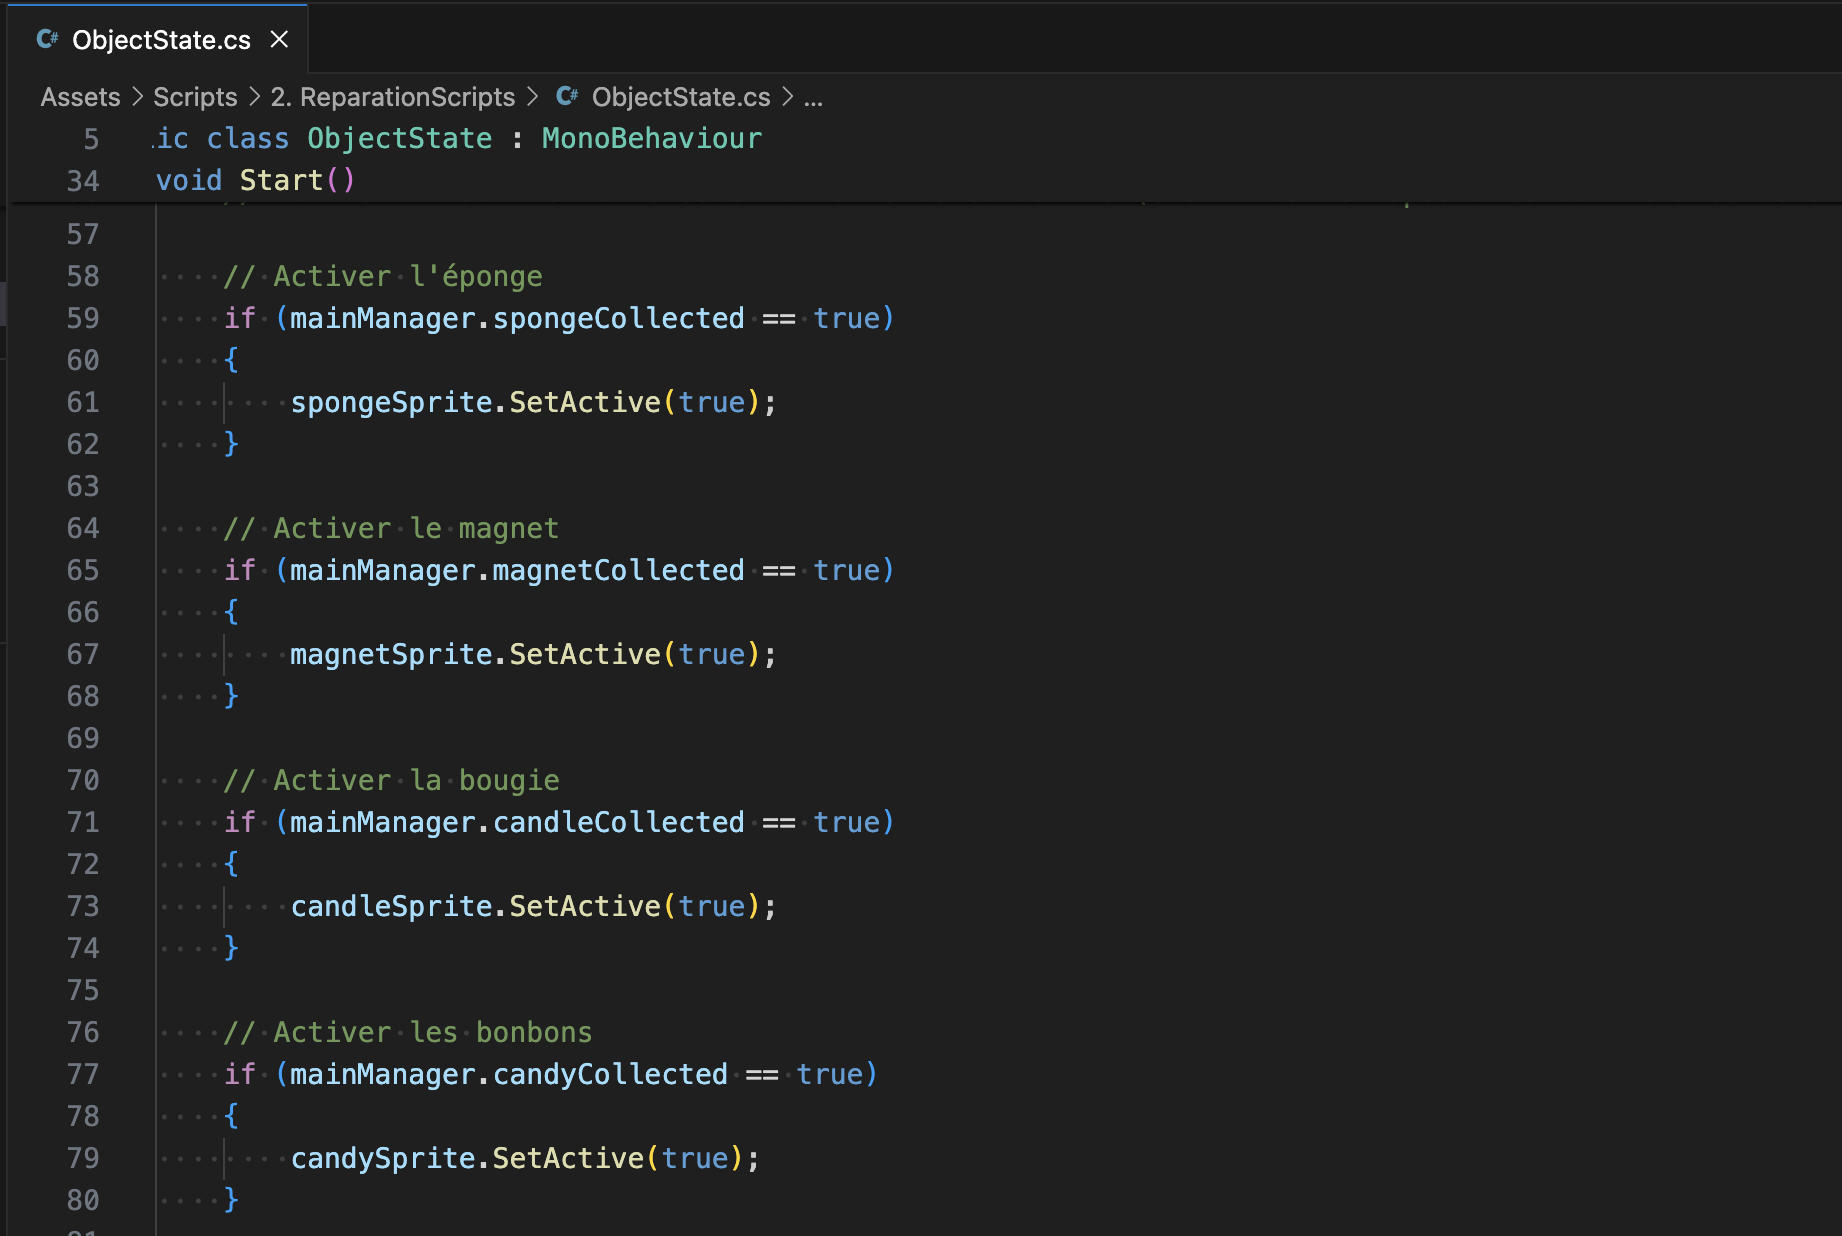 ObjectState.cs
Assets > Scripts > 2. ReparationScripts > ObjectState.cs > ...
5 ic class ObjectState : MonoBehaviour
34 void Start()
57
58 // Activer l'éponge
59 if (mainManager.spongeCollected == true)
60 {
61 spongeSprite.SetActive(true);
62 }
63
64 // Activer le magnet
65 if (mainManager.magnetCollected == true)
66 {
67 magnetSprite.SetActive(true);
68 }
69
70 // Activer la bougie
71 if (mainManager.candleCollected == true)
72 {
73 candleSprite.SetActive(true);
74 }
75
76 // Activer les bonbons
77 if (mainManager.candyCollected == true)
78 {
79 candySprite.SetActive(true);
80 }